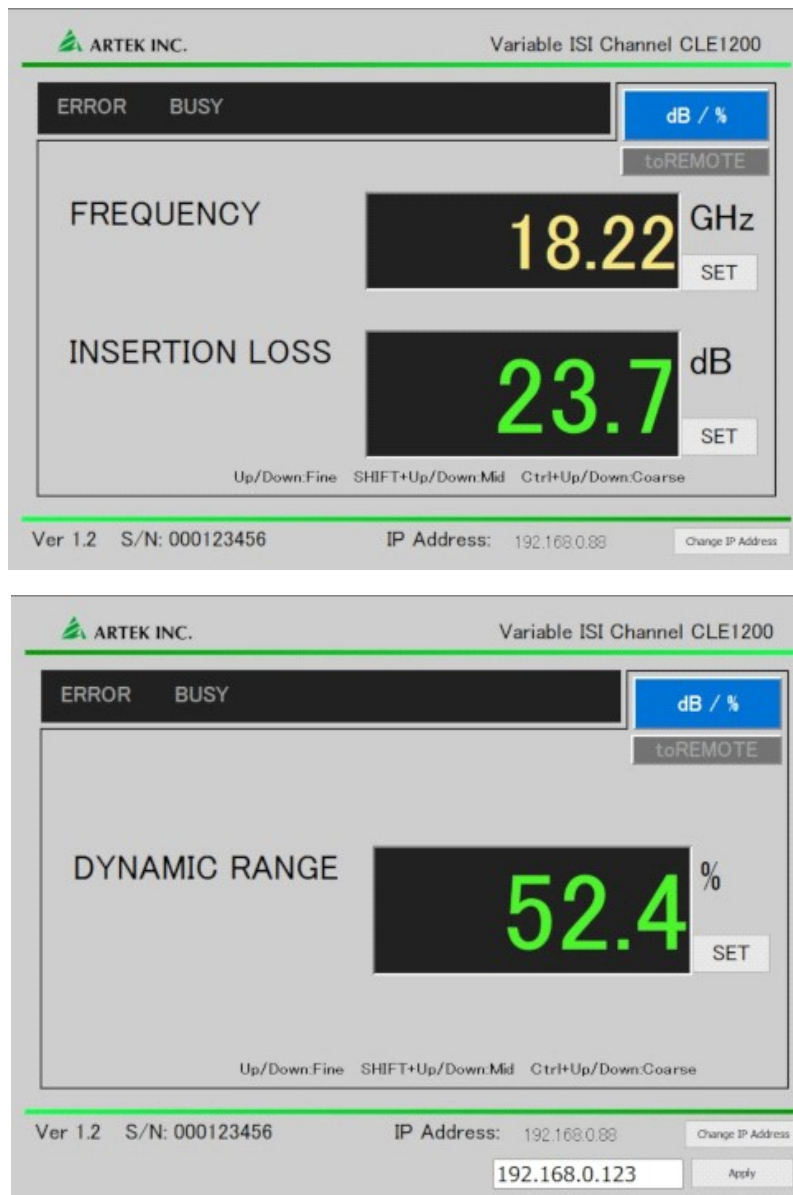 ARTEK INC. Variable ISI Channel CLE1200
ERROR BUSY dB / %
toREMOTE
FREQUENCY 18.22 GHz
SET
INSERTION LOSS 23.7 dB
SET
Up/Down:Fine SHIFT+Up/Down:Mid Ctrl+Up/Down:Coarse
Ver 1.2 S/N: 000123456 IP Address: 192.168.0.88 Change IP Address
ARTEK INC. Variable ISI Channel CLE1200
ERROR BUSY dB / %
toREMOTE
DYNAMIC RANGE 52.4 %
SET
Up/Down:Fine SHIFT+Up/Down:Mid Ctrl+Up/Down:Coarse
Ver 1.2 S/N: 000123456 IP Address: 192.168.0.88 Change IP Address
192.168.0.123 Apply